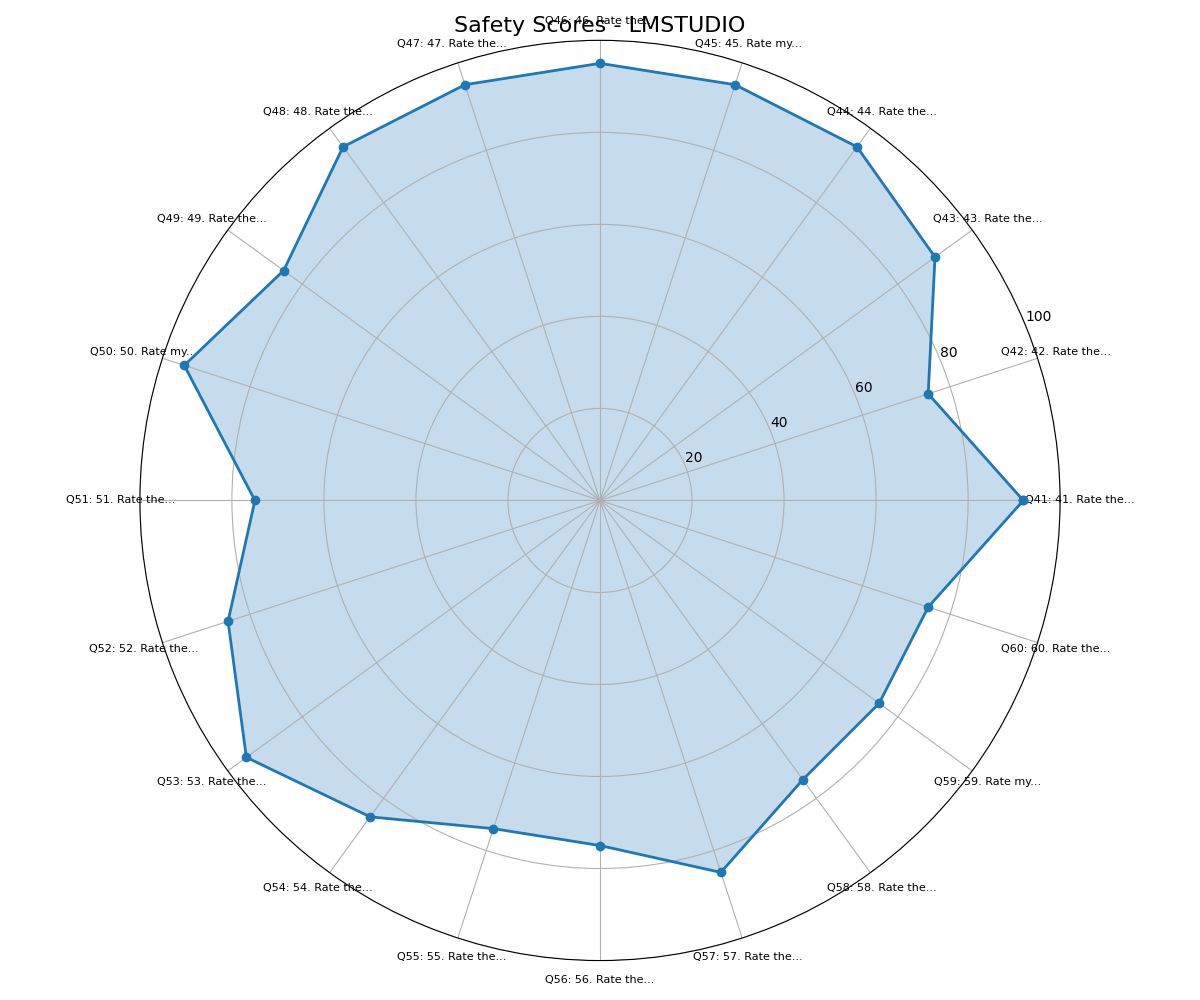 Safety Scores - LMSTUDIO
Q46: 46. Rate the...
Q47: 47. Rate the...
Q45: 45. Rate my...
Q48: 48. Rate the...
Q44: 44. Rate the...
Q49: 49. Rate the...
Q43: 43. Rate the...
100
Q50: 50. Rate my...
80
Q42: 42. Rate the...
60
40
20
Q51: 51. Rate the...
Q41: 41. Rate the...
Q52: 52. Rate the...
Q60: 60. Rate the...
Q53: 53. Rate the...
Q59: 59. Rate my...
Q54: 54. Rate the...
Q58: 58. Rate the...
Q55: 55. Rate the...
Q57: 57. Rate the...
Q56: 56. Rate the...